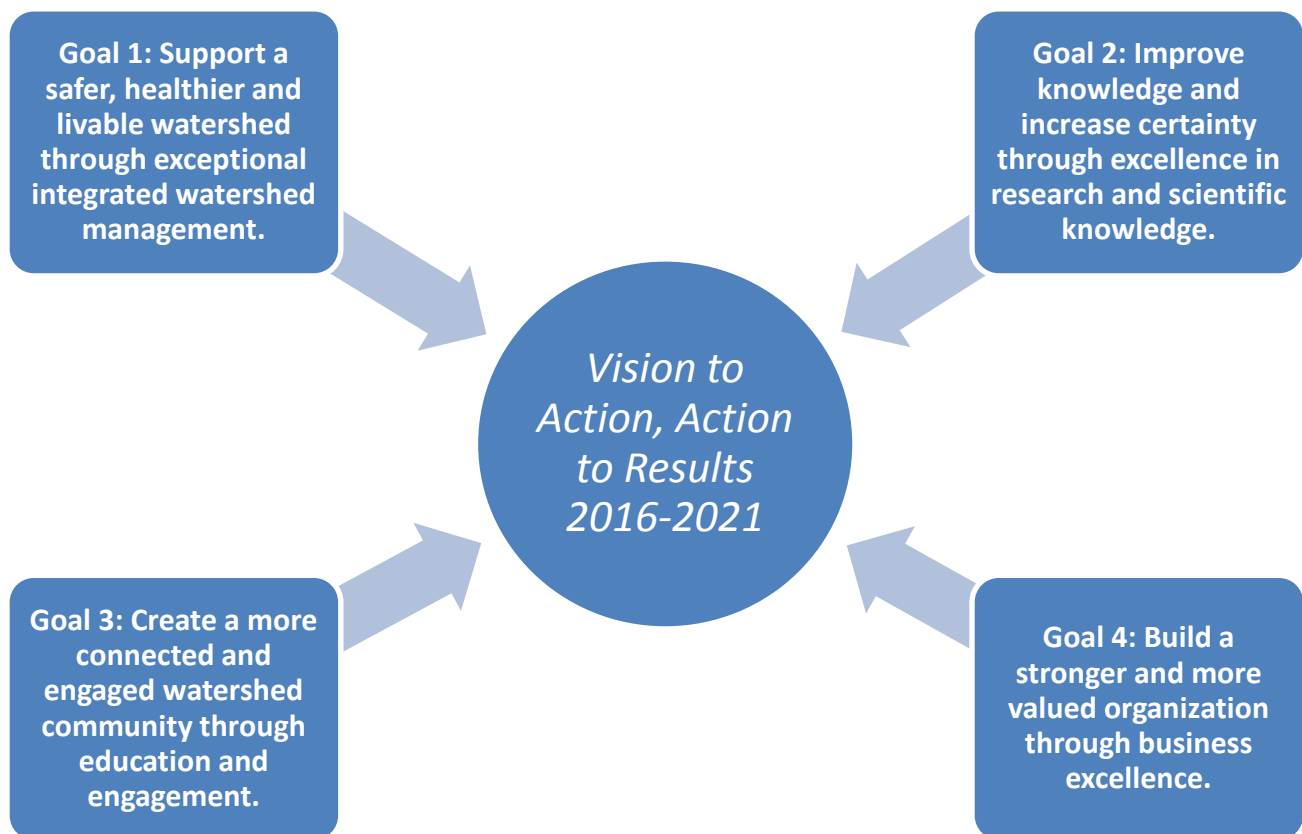 Goal 1: Support a
safer, healthier and
livable watershed
through exceptional
integrated watershed
management.
Goal 2: Improve
knowledge and
increase certainty
through excellence in
research and scientific
knowledge.
Vision to
Action, Action
to Results
2016-2021
Goal 3: Create a more
connected and
engaged watershed
community through
education and
engagement.
Goal 4: Build a
stronger and more
valued organization
through business
excellence.